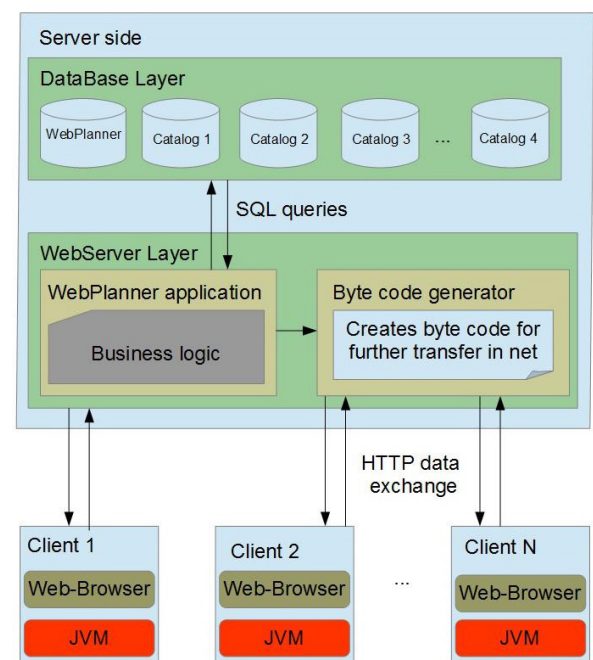 Server side
DataBase Layer
WebPlanner
Catalog 1
Catalog 2
Catalog 3
...
Catalog 4
SQL queries
WebServer Layer
WebPlanner application
Business logic
Byte code generator
Creates byte code for
further transfer in net
HTTP data
exchange
Client 1
Web-Browser
JVM
Client 2
Web-Browser
JVM
...
Client N
Web-Browser
JVM